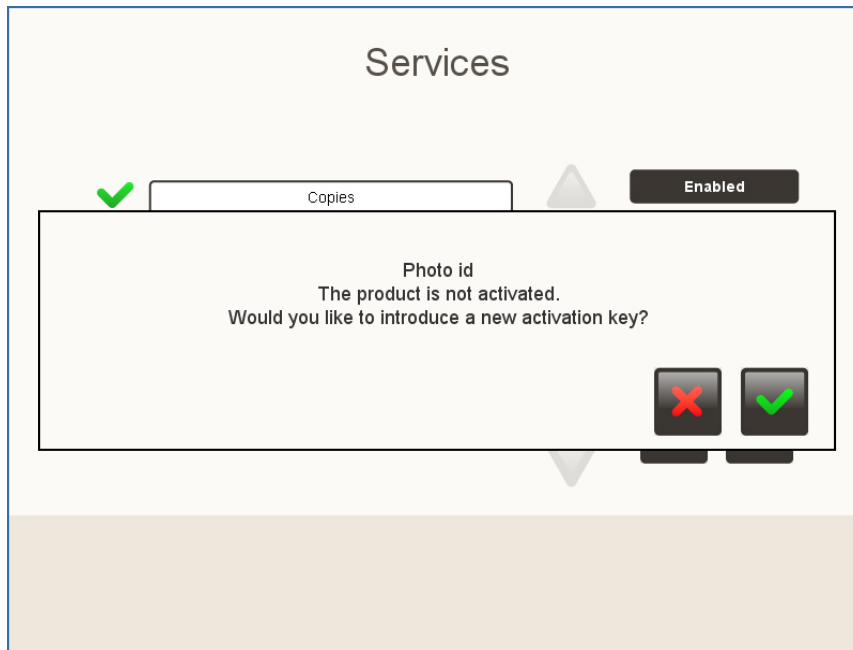 Services
Copies
Enabled
Photo id
The product is not activated.
Would you like to introduce a new activation key?